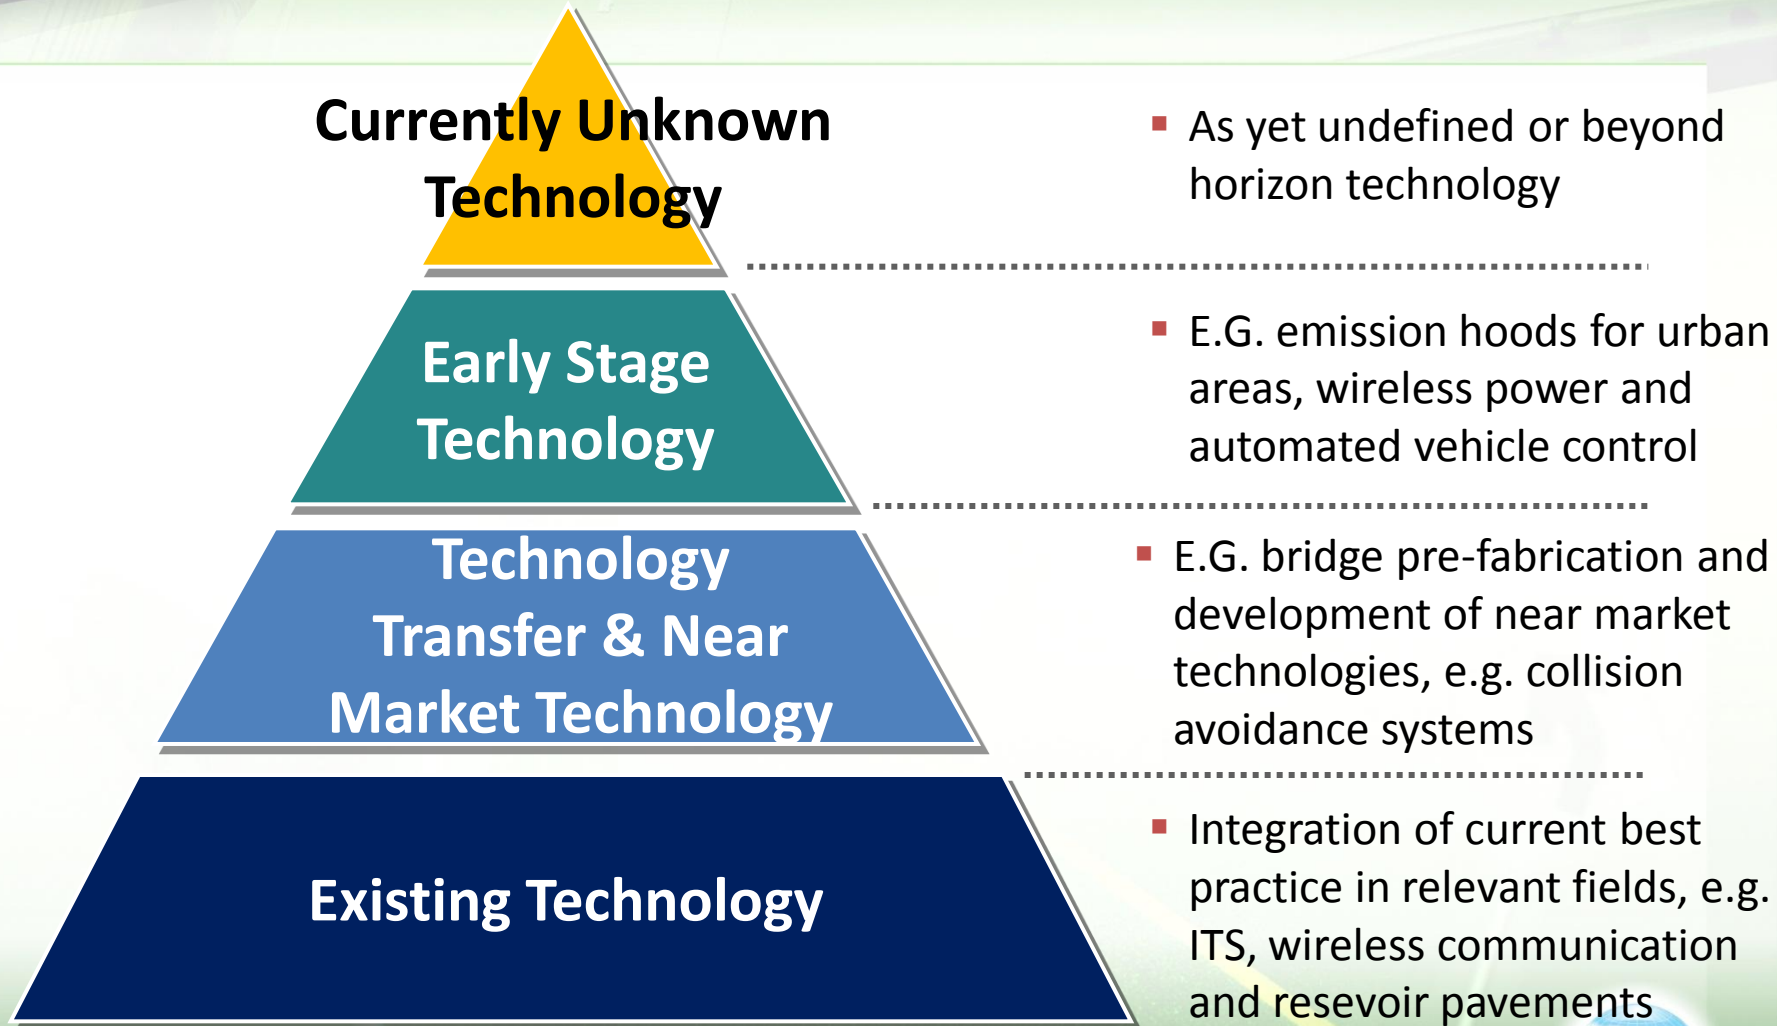 Currently Unknown
Technology
▪ As yet undefined or beyond
horizon technology
Early Stage
Technology
▪ E.G. emission hoods for urban
areas, wireless power and
automated vehicle control
Technology
Transfer & Near
Market Technology
▪ E.G. bridge pre-fabrication and
development of near market
technologies, e.g. collision
avoidance systems
Existing Technology
▪ Integration of current best
practice in relevant fields, e.g.
ITS, wireless communication
and resevoir pavements